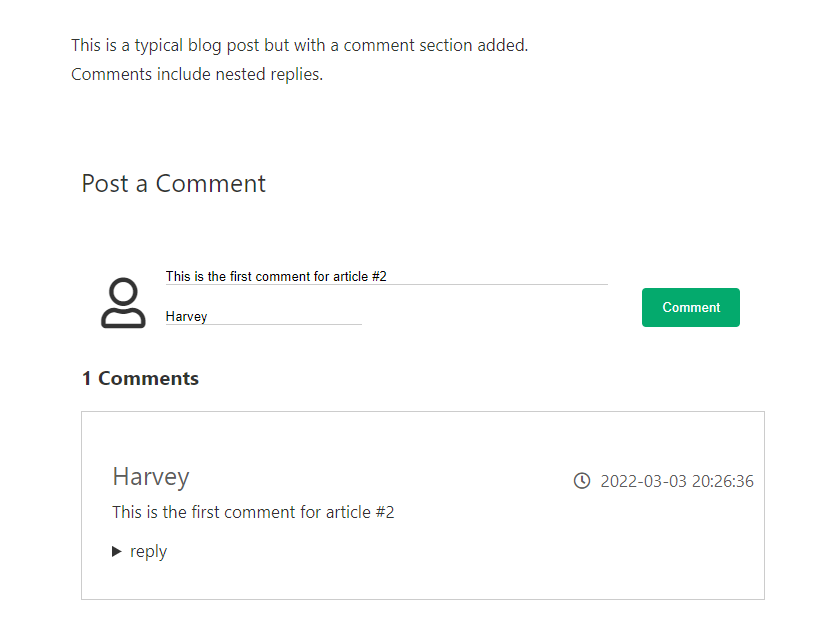 This is a typical blog post but with a comment section added.
Comments include nested replies.
Post a Comment
This is the first comment for article #2
Harvey
Comment
1 Comments
Harvey
2022-03-03 20:26:36
This is the first comment for article #2
reply